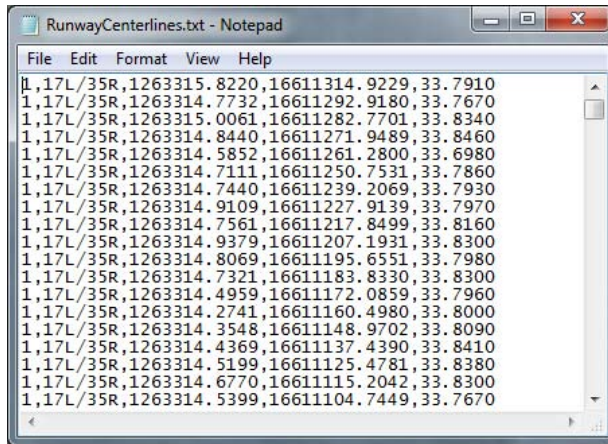 RunwayCenterlines.txt - Notepad
File Edit Format View Help
1,17L/35R,1263315.8220,16611314.9229,33.7910
1,17L/35R,1263314.7732,16611292.9180,33.7670
1,17L/35R,1263315.0061,16611282.7701,33.8340
1,17L/35R,1263314.8440,16611271.9489,33.8460
1,17L/35R,1263314.5852,16611261.2800,33.6980
1,17L/35R,1263314.7111,16611250.7531,33.7860
1,17L/35R,1263314.7440,16611239.2069,33.7930
1,17L/35R,1263314.9109,16611227.9139,33.7970
1,17L/35R,1263314.7561,16611217.8499,33.8160
1,17L/35R,1263314.9379,16611207.1931,33.8300
1,17L/35R,1263314.8069,16611195.6551,33.7980
1,17L/35R,1263314.7321,16611183.8330,33.8300
1,17L/35R,1263314.4959,16611172.0859,33.7960
1,17L/35R,1263314.2741,16611160.4980,33.8000
1,17L/35R,1263314.3548,16611148.9702,33.8090
1,17L/35R,1263314.4369,16611137.4390,33.8410
1,17L/35R,1263314.5199,16611125.4781,33.8380
1,17L/35R,1263314.6770,16611115.2042,33.8300
1,17L/35R,1263314.5399,16611104.7449,33.7670